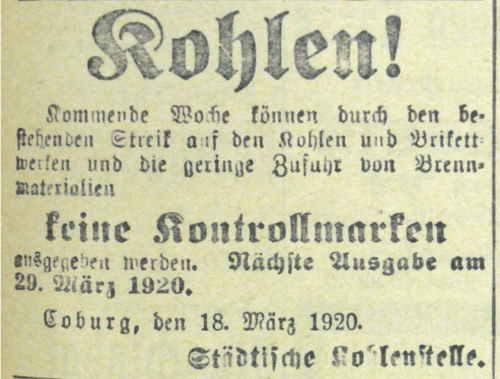 Kohlen!
Kommende Woche können durch den be-
stehenden Streik auf den Kohlen und Brikett-
werken und die geringe Zufuhr von Brenn-
materialien
keine Kontrollmarken
ausgegeben werden. Nächste Ausgabe am
29. März 1920.
Coburg, den 18. März 1920.
Städtische Kohlenstelle.